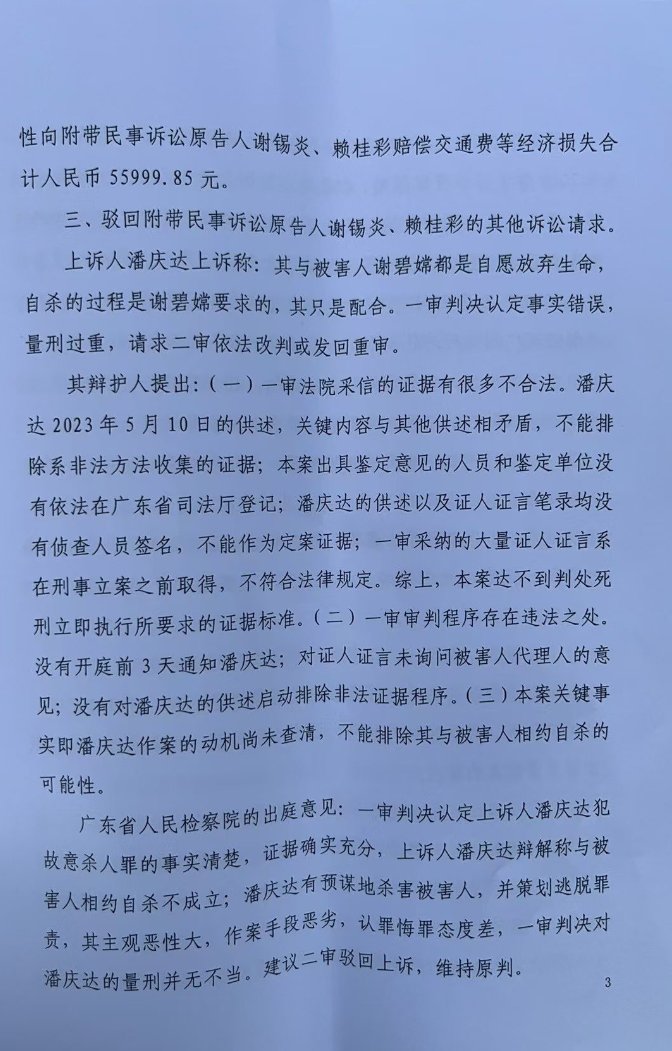 性向附带民事诉讼原告人谢锡炎、赖桂彩赔偿交通费等经济损失合
计人民币 55999.85 元。
三、驳回附带民事诉讼原告人谢锡炎、赖桂彩的其他诉讼请求。
上诉人潘庆达上诉称：其与被害人谢碧嫦都是自愿放弃生命，
自杀的过程是谢碧嫦要求的，其只是配合。一审判决认定事实错误，
量刑过重，请求二审依法改判或发回重审。
其辩护人提出：（一）一审法院采信的证据有很多不合法。潘庆
达 2023 年 5 月 10 日的供述，关键内容与其他供述相矛盾，不能排
除系非法方法收集的证据；本案出具鉴定意见的人员和鉴定单位没
有依法在广东省司法厅登记；潘庆达的供述以及证人证言笔录均没
有侦查人员签名，不能作为定案证据；一审采纳的大量证人证言系
在刑事立案之前取得，不符合法律规定。综上，本案达不到判处死
刑立即执行所要求的证据标准。（二）一审审判程序存在违法之处。
没有开庭前 3 天通知潘庆达；对证人证言未询问被害人代理人的意
见；没有对潘庆达的供述启动排除非法证据程序。（三）本案关键事
实即潘庆达作案的动机尚未查清，不能排除其与被害人相约自杀的
可能性。
广东省人民检察院的出庭意见：一审判决认定上诉人潘庆达犯
故意杀人罪的事实清楚，证据确实充分，上诉人潘庆达辩解称与被
害人相约自杀不成立；潘庆达有预谋地杀害被害人，并策划逃脱罪
责，其主观恶性大，作案手段恶劣，认罪悔罪态度差，一审判决对
潘庆达的量刑并无不当。建议二审驳回上诉，维持原判。
3